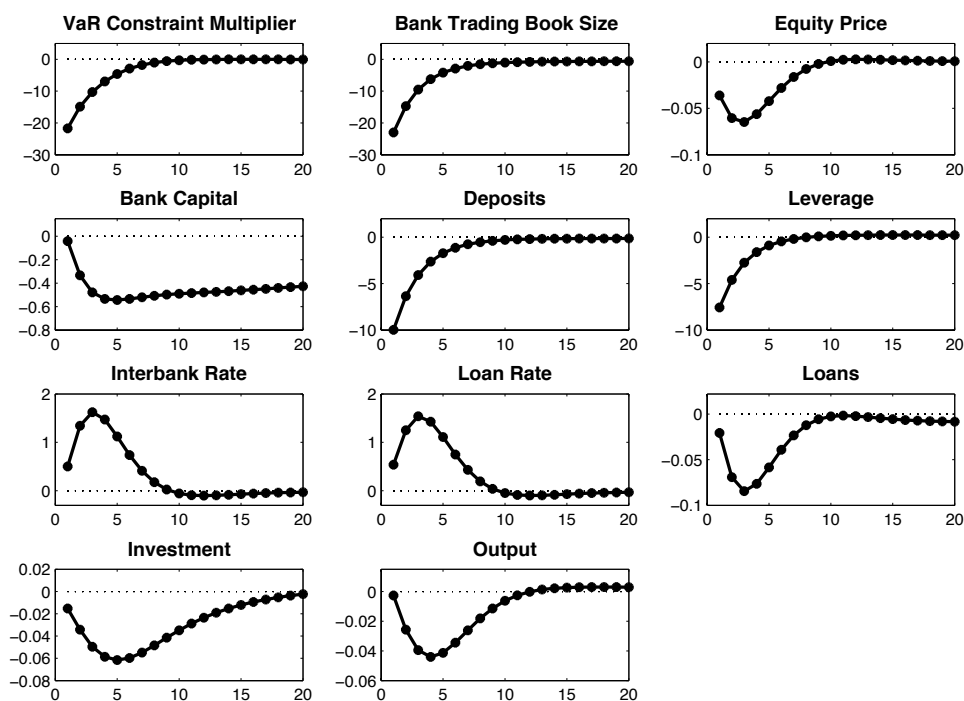 VaR Constraint Multiplier
0
−10
−20
−30
0 5 10 15 20
Bank Trading Book Size
0
−10
−20
−30
0 5 10 15 20
Equity Price
0
−0.05
−0.1
0 5 10 15 20
Bank Capital
0
−0.2
−0.4
−0.6
−0.8
0 5 10 15 20
Deposits
0
−5
−10
0 5 10 15 20
Leverage
0
−5
−10
0 5 10 15 20
Interbank Rate
2
1
0
0 5 10 15 20
Loan Rate
2
1
0
0 5 10 15 20
Loans
0
−0.05
−0.1
0 5 10 15 20
Investment
0.02
0
−0.02
−0.04
−0.06
−0.08
0 5 10 15 20
Output
0
−0.02
−0.04
−0.06
0 5 10 15 20